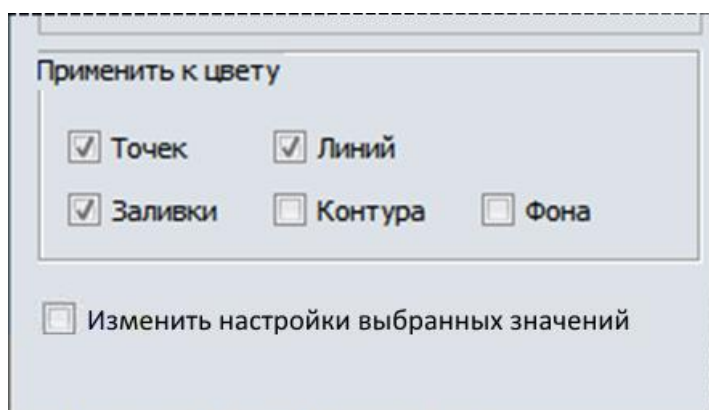 Применить к цвету
Точек Линий
Заливки Контура Фона
Изменить настройки выбранных значений